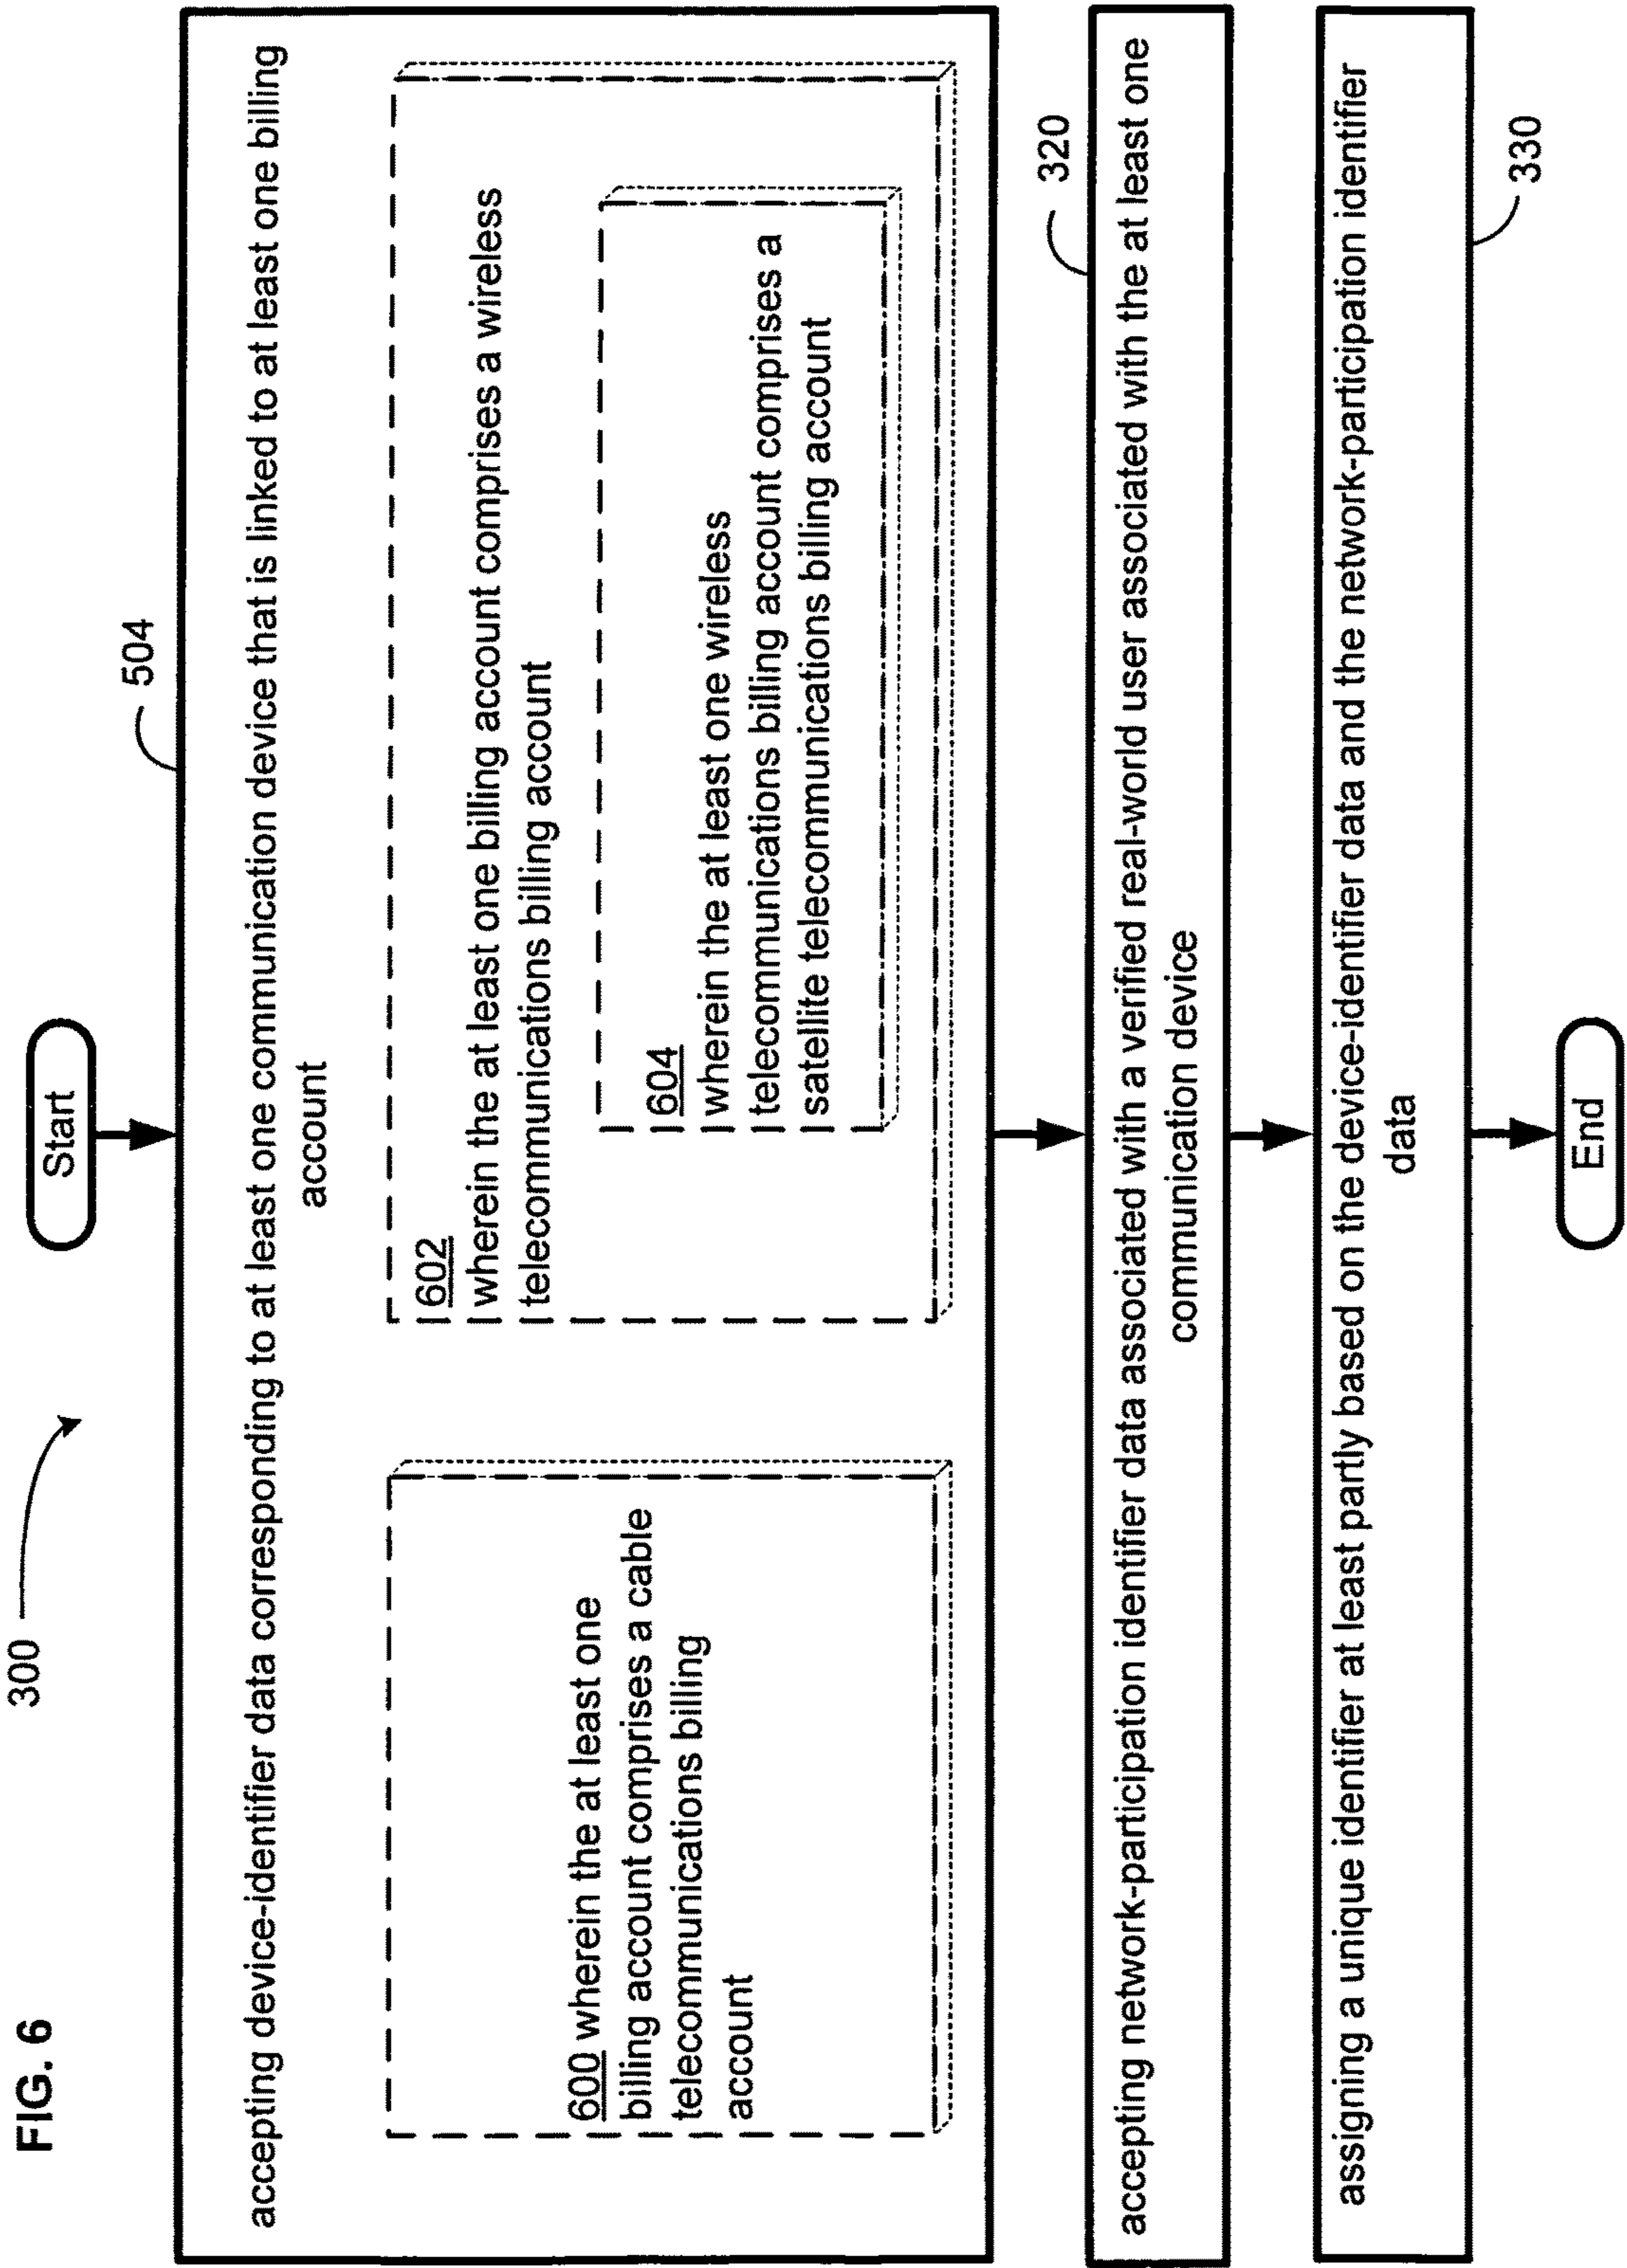 FIG. 6
300
Start
504
accepting device-identifier data corresponding to at least one communication device that is linked to at least one billing
account
600 wherein the at least one
billing account comprises a cable
telecommunications billing
account
602
wherein the at least one billing account comprises a wireless
telecommunications billing account
604
wherein the at least one wireless
telecommunications billing account comprises a
satellite telecommunications billing account
320
accepting network-participation identifier data associated with a verified real-world user associated with the at least one
communication device
330
assigning a unique identifier at least partly based on the device-identifier data and the network-participation identifier
data
End